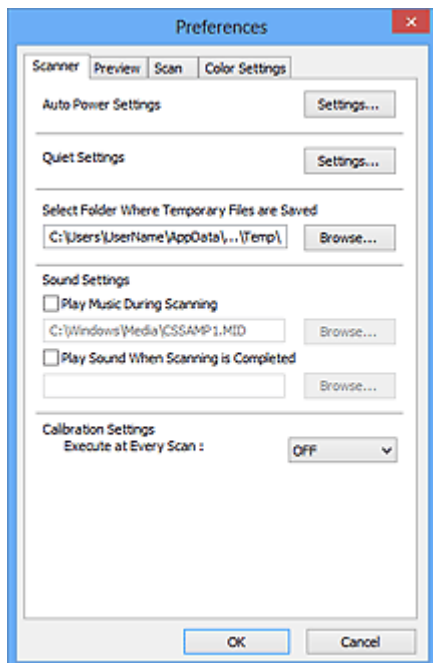 Preferences
Scanner Preview Scan Color Settings
Auto Power Settings Settings...
Quiet Settings Settings...
Select Folder Where Temporary Files are Saved
C:\Users\UserName\AppData\,...\Temp\, Browse...
Sound Settings
Play Music During Scanning
C:\Windows\Media\CSSAMP1.MID Browse...
Play Sound When Scanning is Completed
Browse...
Calibration Settings
Execute at Every Scan : OFF
OK Cancel